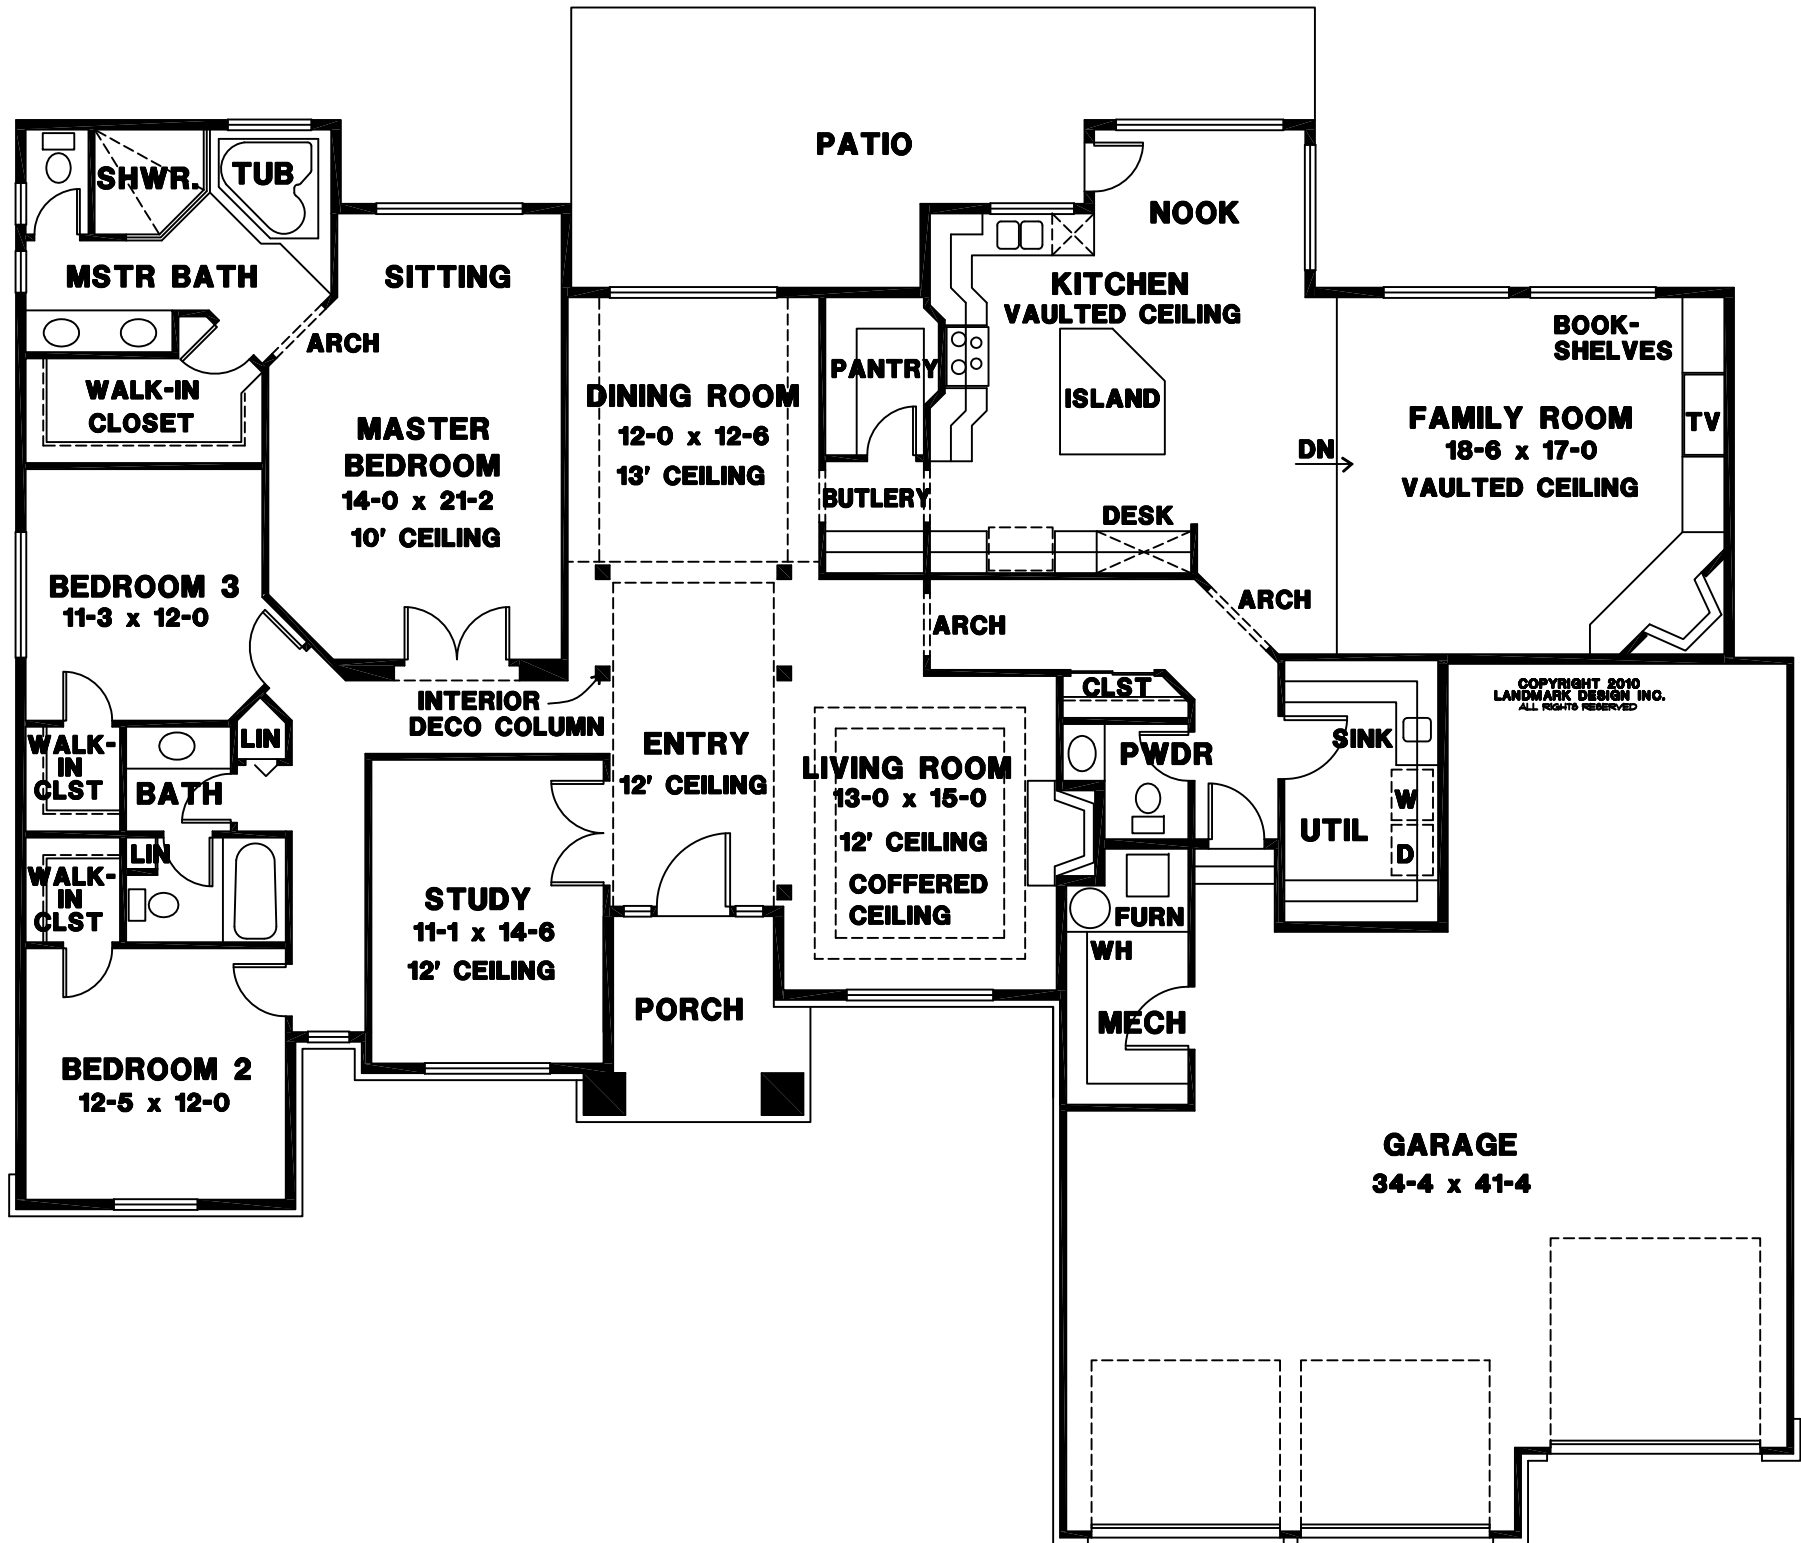 PATIO
SHWR.
TUB
NOOK
MSTR BATH
SITTING
KITCHEN
VAULTED CEILING
BOOK-
SHELVES
ARCH
PANTRY
WALK-IN
CLOSET
DINING ROOM
12-0 x 12-6
13' CEILING
ISLAND
FAMILY ROOM
18-6 x 17-0
VAULTED CEILING
TV
DN
MASTER
BEDROOM
14-0 x 21-2
10' CEILING
BUTLERY
DESK
BEDROOM 3
11-3 x 12-0
ARCH
ARCH
INTERIOR
DECO COLUMN
CLST
COPYRIGHT 2010
LANDMARK DESIGN INC.
ALL RIGHTS RESERVED
WALK-
IN
CLST
LIN
BATH
ENTRY
12' CEILING
LIVING ROOM
13-0 x 15-0
12' CEILING
COFFERED
CEILING
PWDR
SINK
W
D
UTIL
LIN
WALK-
IN
CLST
STUDY
11-1 x 14-6
12' CEILING
FURN
WH
MECH
PORCH
BEDROOM 2
12-5 x 12-0
GARAGE
34-4 x 41-4